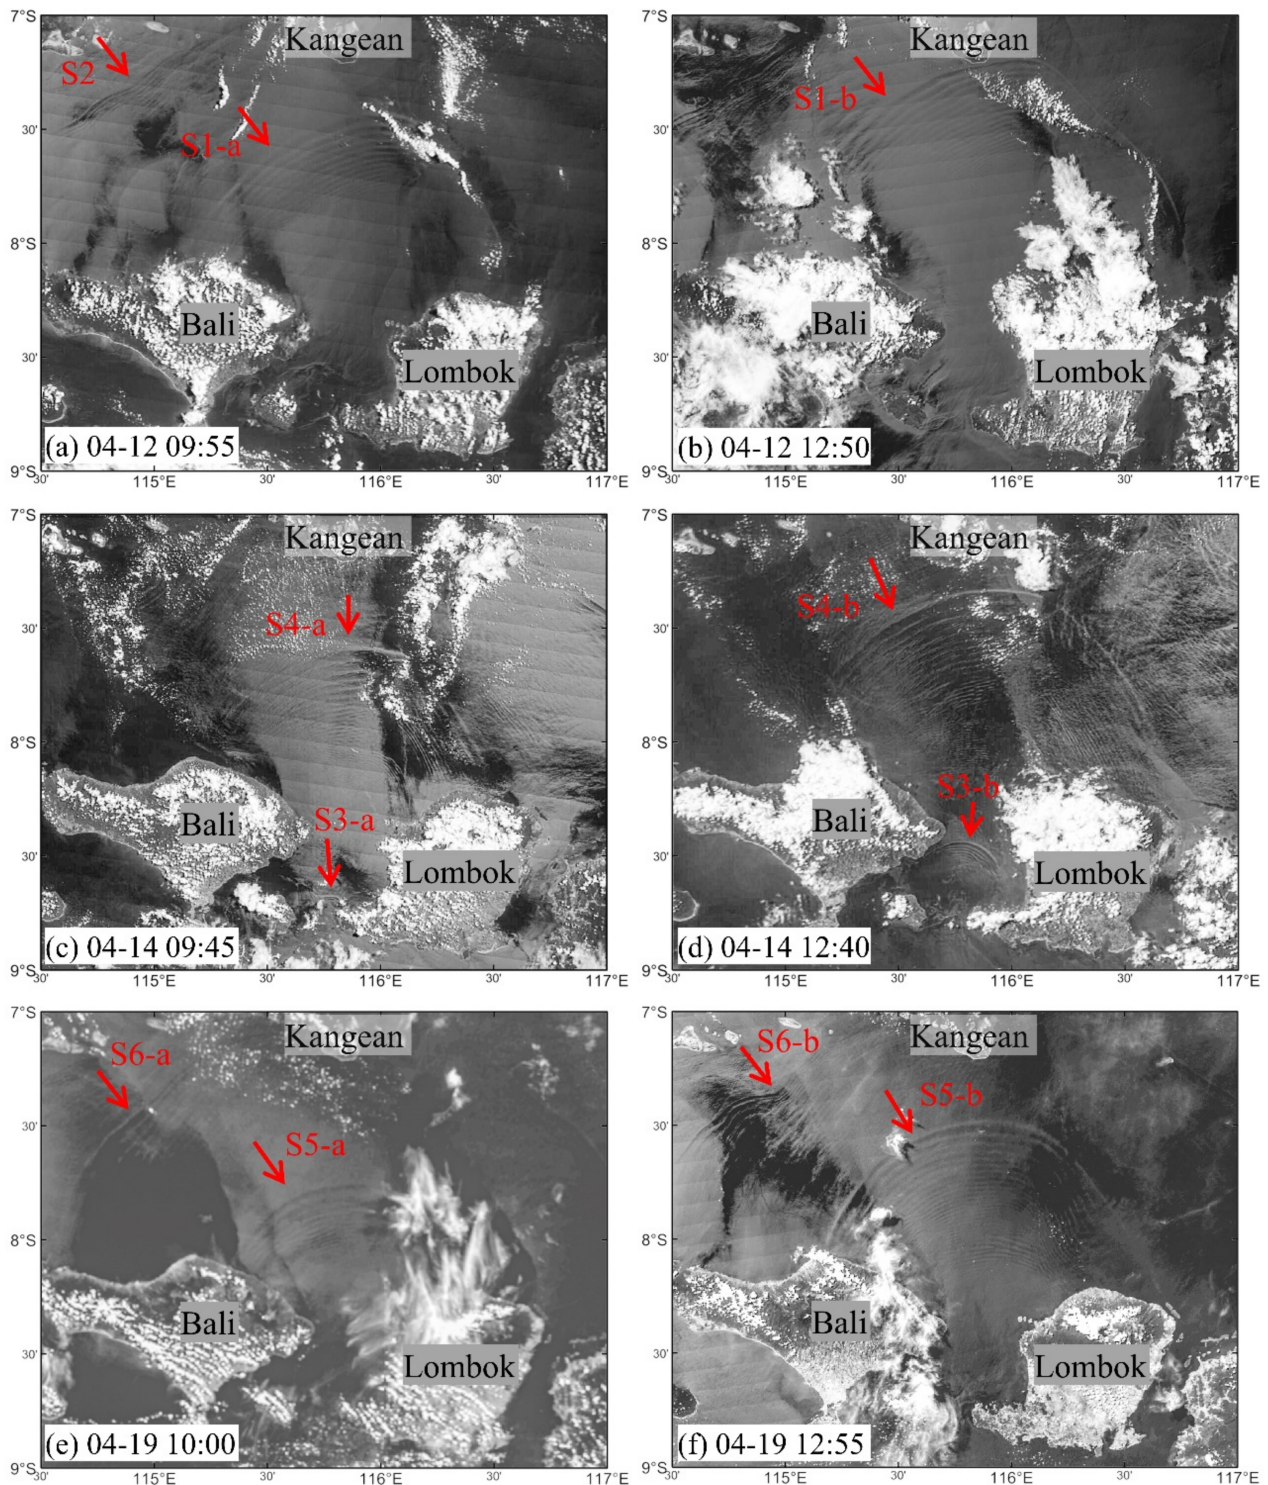 7°S
30'
8°S
30'
9°S
30'
115°E
30'
116°E
30'
117°E
Kangean
S2
S1-a
Bali
Lombok
(a) 04-12 09:55
7°S
30'
8°S
30'
9°S
30'
115°E
30'
116°E
30'
117°E
Kangean
S1-b
Bali
Lombok
(b) 04-12 12:50
7°S
30'
8°S
30'
9°S
30'
115°E
30'
116°E
30'
117°E
Kangean
S4-a
Bali
S3-a
Lombok
(c) 04-14 09:45
7°S
30'
8°S
30'
9°S
30'
115°E
30'
116°E
30'
117°E
Kangean
S4-b
S3-b
Bali
Lombok
(d) 04-14 12:40
7°S
30'
8°S
30'
9°S
30'
115°E
30'
116°E
30'
117°E
Kangean
S6-a
S5-a
Bali
Lombok
(e) 04-19 10:00
7°S
30'
8°S
30'
9°S
30'
115°E
30'
116°E
30'
117°E
Kangean
S6-b
S5-b
Bali
Lombok
(f) 04-19 12:55